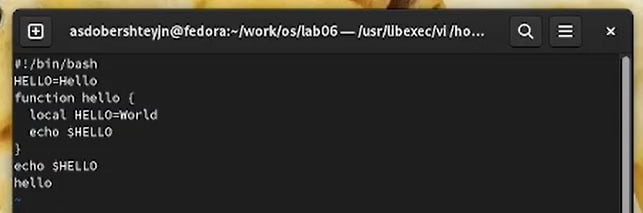 asdobershteyjn@fedora:~/work/os/lab06 — /usr/libexec/vi /ho...
#!/bin/bash
HELLO=Hello
function hello {
  local HELLO=World
  echo $HELLO
}
echo $HELLO
hello
~